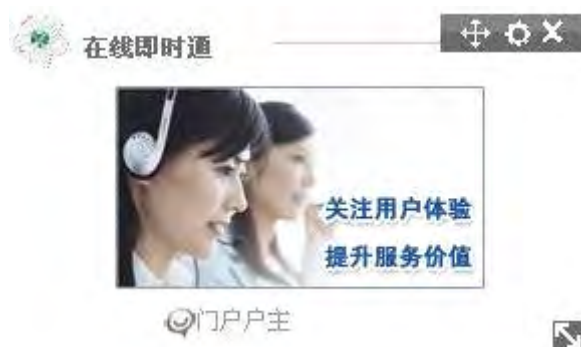 在线即时通
关注用户体验
提升服务价值
门户户主